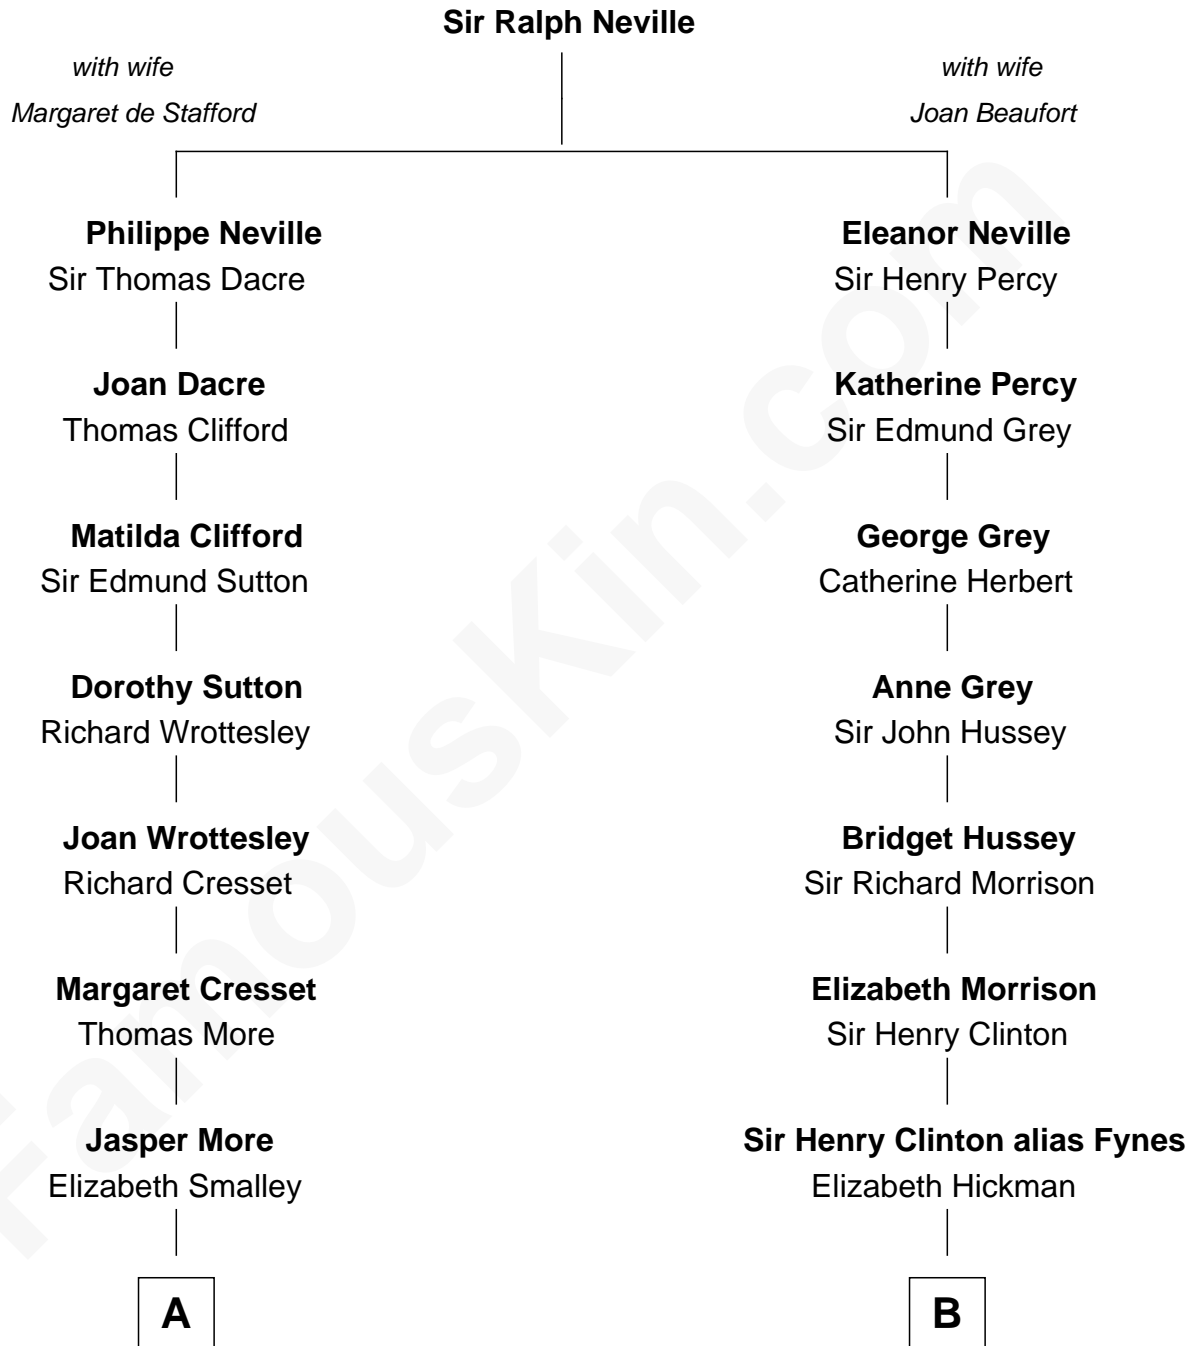 Sir Ralph Neville
with wife
Margaret de Stafford
with wife
Joan Beaufort
Philippe Neville
Sir Thomas Dacre
Joan Dacre
Thomas Clifford
Matilda Clifford
Sir Edmund Sutton
Dorothy Sutton
Richard Wrottesley
Joan Wrottesley
Richard Cresset
Margaret Cresset
Thomas More
Jasper More
Elizabeth Smalley
A
Eleanor Neville
Sir Henry Percy
Katherine Percy
Sir Edmund Grey
George Grey
Catherine Herbert
Anne Grey
Sir John Hussey
Bridget Hussey
Sir Richard Morrison
Elizabeth Morrison
Sir Henry Clinton
Sir Henry Clinton alias Fynes
Elizabeth Hickman
B
FamousKin.com